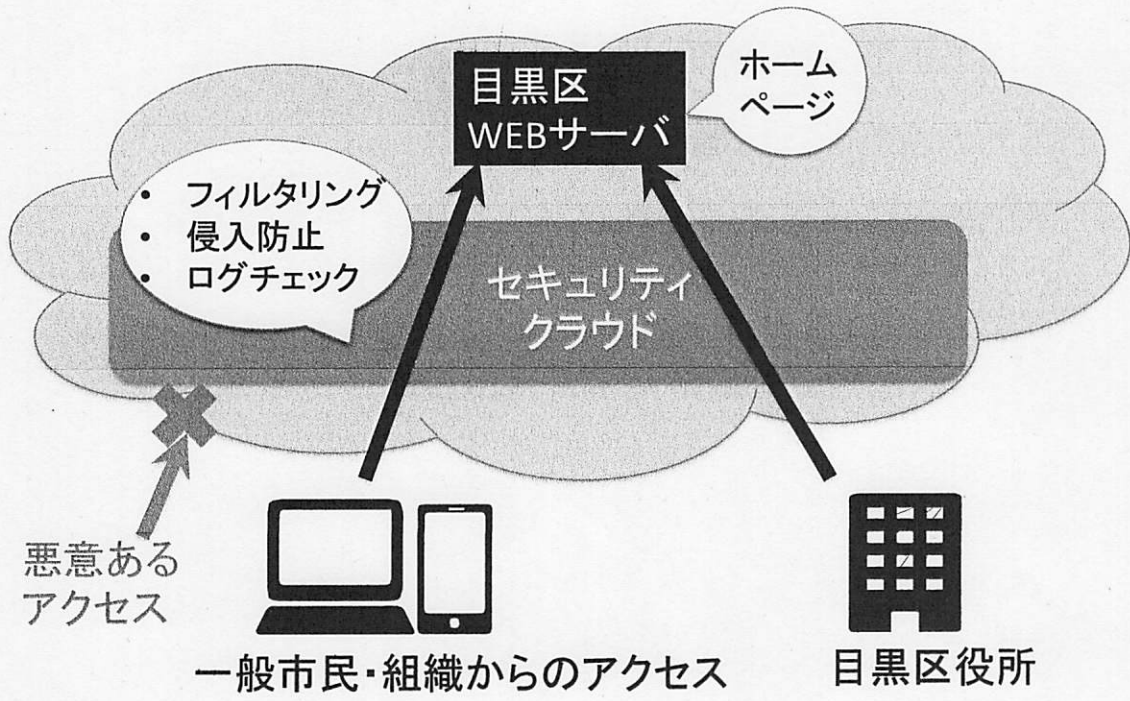 目黒区
WEBサーバ
ホーム
ページ
• フィルタリング
• 侵入防止
• ログチェック
セキュリティ
クラウド
悪意ある
アクセス
一般市民・組織からのアクセス
目黒区役所